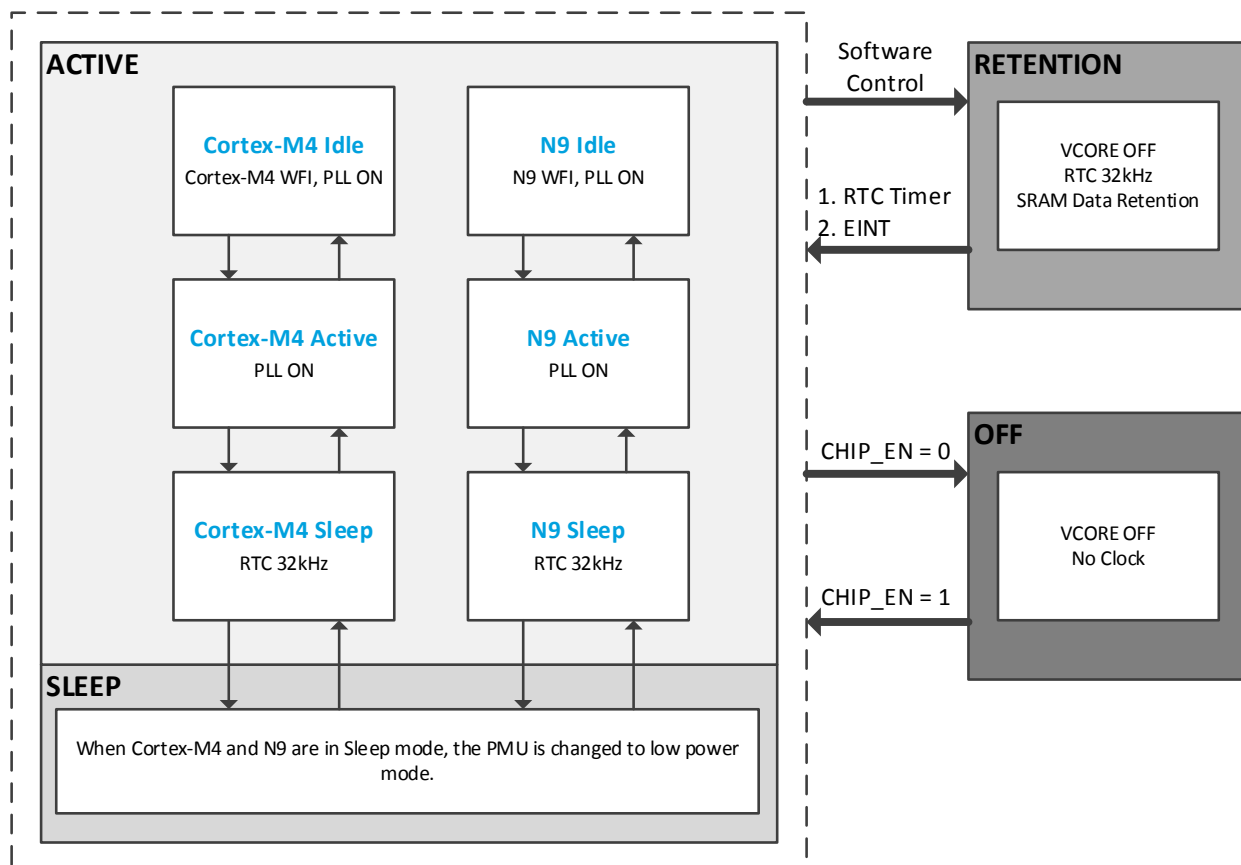 ACTIVE
Cortex-M4 Idle
Cortex-M4 WFI, PLL ON
N9 Idle
N9 WFI, PLL ON
Cortex-M4 Active
PLL ON
N9 Active
PLL ON
Cortex-M4 Sleep
RTC 32kHz
N9 Sleep
RTC 32kHz
SLEEP
When Cortex-M4 and N9 are in Sleep mode, the PMU is changed to low power
mode.
Software
Control
1. RTC Timer
2. EINT
RETENTION
VCORE OFF
RTC 32kHz
SRAM Data Retention
CHIP_EN = 0
CHIP_EN = 1
OFF
VCORE OFF
No Clock